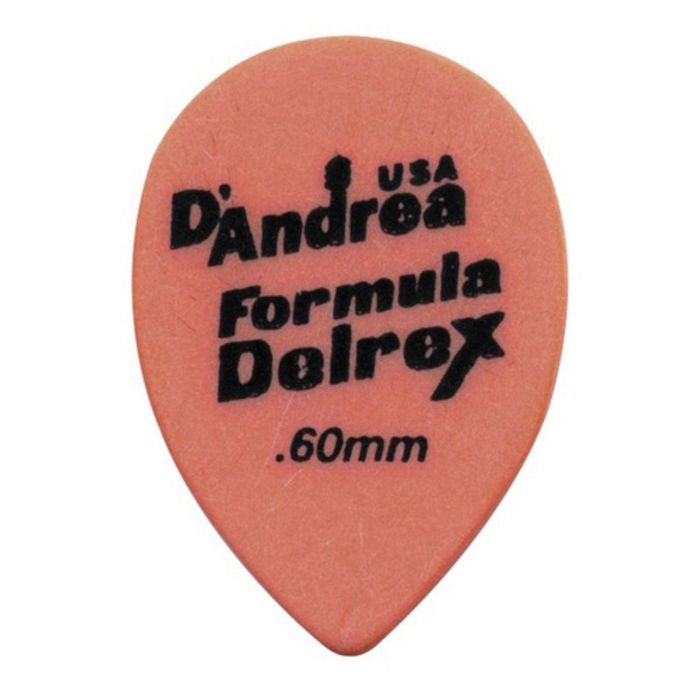 D'Andrea USA
Formula
Delrex
.60mm